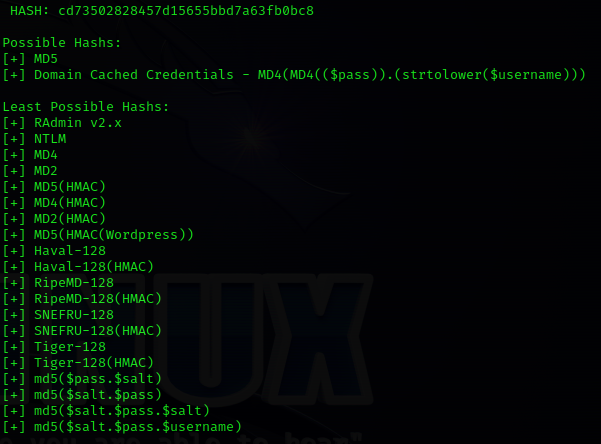 HASH: cd73502828457d15655bbd7a63fb0bc8
Possible Hashs:
[+] MD5
[+] Domain Cached Credentials - MD4(MD4(($pass)).(strtolower($username)))
Least Possible Hashs:
[+] RAdmin v2.x
[+] NTLM
[+] MD4
[+] MD2
[+] MD5(HMAC)
[+] MD4(HMAC)
[+] MD2(HMAC)
[+] MD5(HMAC(Wordpress))
[+] Haval-128
[+] Haval-128(HMAC)
[+] RipeMD-128
[+] RipeMD-128(HMAC)
[+] SNEFRU-128
[+] SNEFRU-128(HMAC)
[+] Tiger-128
[+] Tiger-128(HMAC)
[+] md5($pass.$salt)
[+] md5($salt.$pass)
[+] md5($salt.$pass.$salt)
[+] md5($salt.$pass.$username)
UX